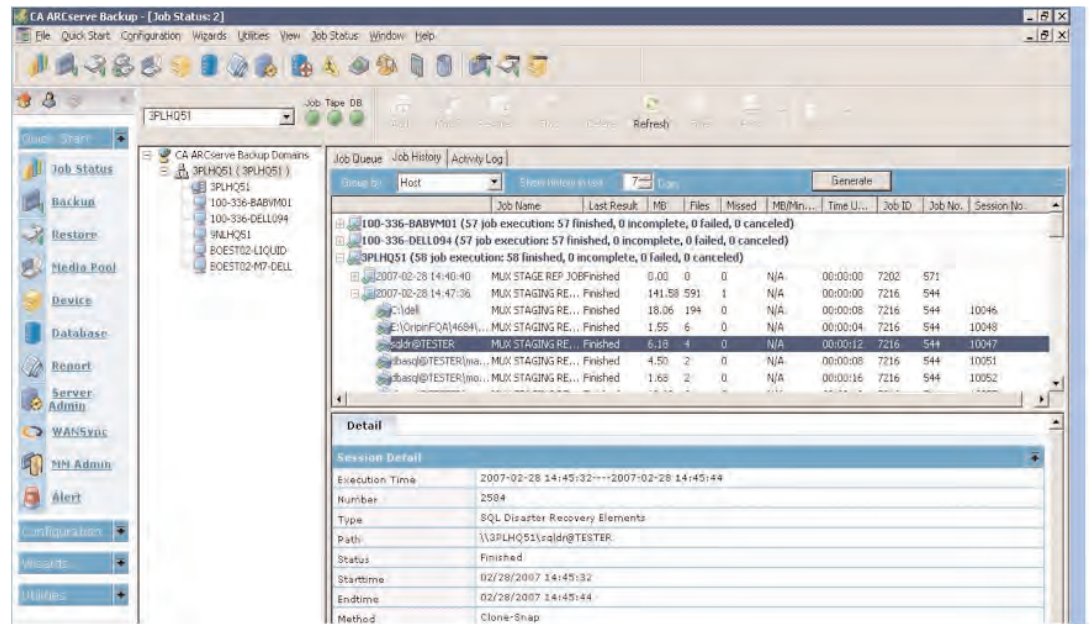 CA ARCserve Backup - [Job Status: 2]
File Quick Start Configuration Wizards Utilities View Job Status Window Help
3PLHQ51
Job Tape DB
Refresh
Quick Start
Job Status
Backup
Restore
Media Pool
Device
Database
Report
Server Admin
WANSync
MM Admin
Alert
Configuration
Wizards
Utilities
CA ARCserve Backup Domains
3PLHQ51 ( 3PLHQ51 )
3PLHQ51
100-336-BABVM01
100-336-DELL094
9NLHQ51
BOEST02-LIQUID
BOEST02-M7-DELL
Job Queue Job History Activity Log
Group by Host Show history in last 7 Days Generate
Job Name Last Result MB Files Missed MB/Min... Time U... Job ID Job No. Session No.
100-336-BABVM01 (57 job execution: 57 finished, 0 incomplete, 0 failed, 0 canceled)
100-336-DELL094 (57 job execution: 57 finished, 0 incomplete, 0 failed, 0 canceled)
3PLHQ51 (58 job execution: 58 finished, 0 incomplete, 0 failed, 0 canceled)
2007-02-28 14:40:40 MUX STAGE REP JOB Finished 0.00 0 0 N/A 00:00:00 7202 571
2007-02-28 14:47:36 MUX STAGING RE... Finished 141.58 591 1 N/A 00:00:00 7216 544
C:\dell MUX STAGING RE... Finished 18.06 194 0 N/A 00:00:08 7216 544 10046
E:\OripinFQA\4684\... MUX STAGING RE... Finished 1.55 6 0 N/A 00:00:04 7216 544 10048
sqldr@TESTER MUX STAGING RE... Finished 6.18 4 0 N/A 00:00:12 7216 544 10047
dbasql@TESTER\ma... MUX STAGING RE... Finished 4.50 2 0 N/A 00:00:08 7216 544 10051
dbasql@TESTER\mo... MUX STAGING RE... Finished 1.68 2 0 N/A 00:00:16 7216 544 10052
Detail
Session Detail
Execution Time 2007-02-28 14:45:32----2007-02-28 14:45:44
Number 2584
Type SQL Disaster Recovery Elements
Path \\3PLHQ51\sqldr@TESTER
Status Finished
Starttime 02/28/2007 14:45:32
Endtime 02/28/2007 14:45:44
Method Clone-Snap